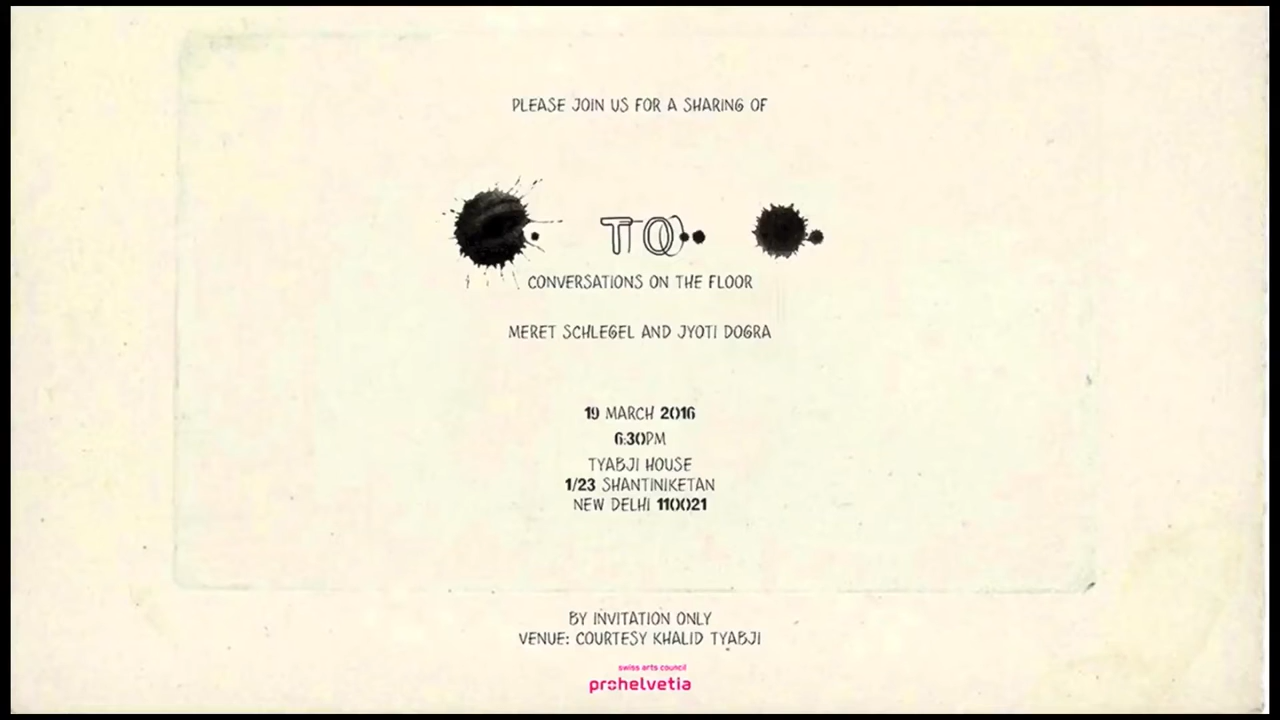 PLEASE JOIN US FOR A SHARING OF
TO
CONVERSATIONS ON THE FLOOR
MERET SCHLEGEL AND JYOTI DOGRA
19 MARCH 2016
6:30PM
TYABJI HOUSE
1/23 SHANTINIKETAN
NEW DELHI 110021
BY INVITATION ONLY
VENUE: COURTESY KHALID TYABJI
swiss arts council
prohelvetia